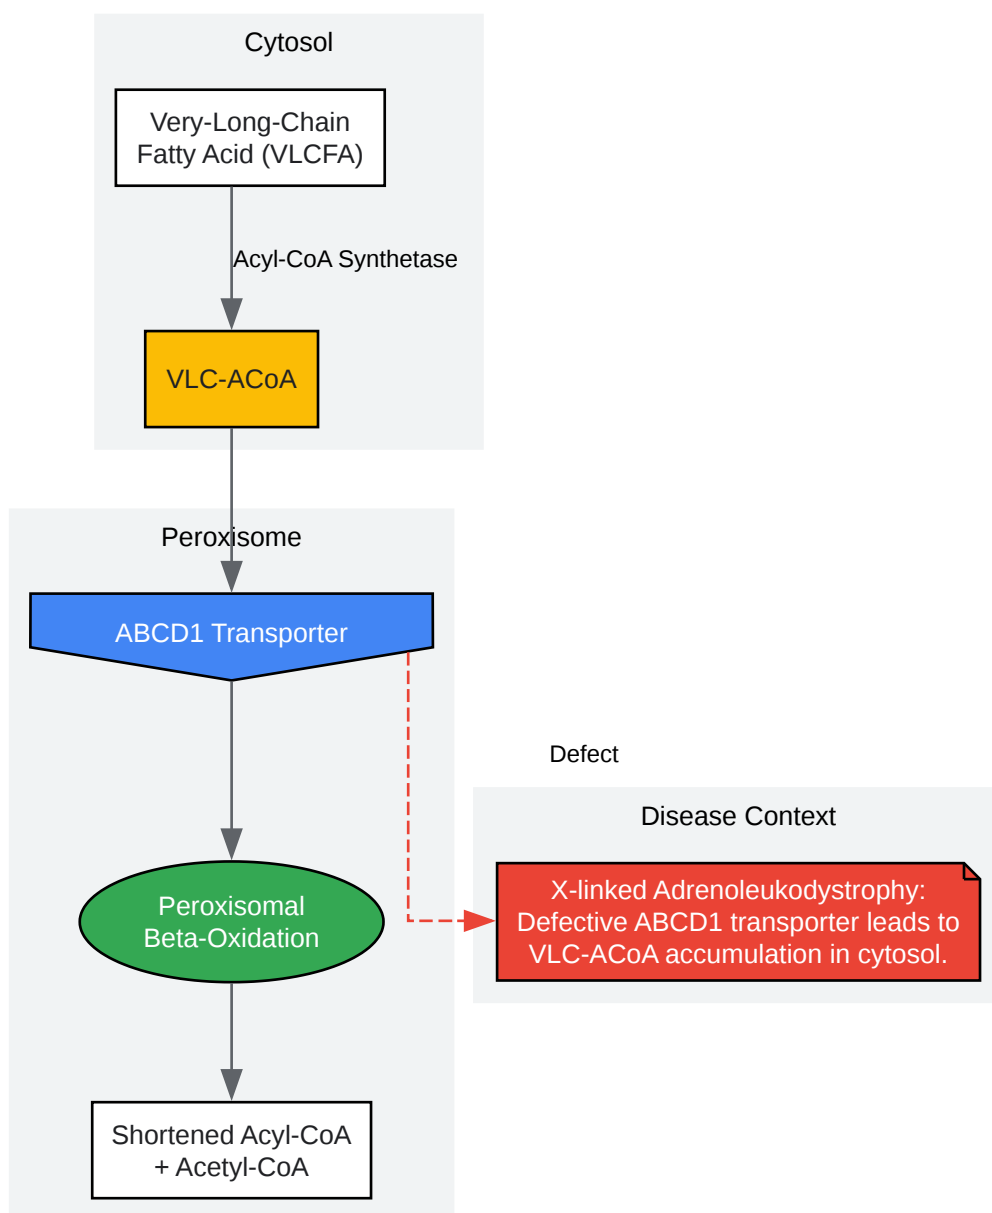 Cytosol
Very-Long-Chain
Fatty Acid (VLCFA)
Acyl-CoA Synthetase
VLC-ACoA
Peroxisome
ABCD1 Transporter
Defect
Disease Context
X-linked Adrenoleukodystrophy:
Defective ABCD1 transporter leads to
VLC-ACoA accumulation in cytosol.
Peroxisomal
Beta-Oxidation
Shortened Acyl-CoA
+ Acetyl-CoA